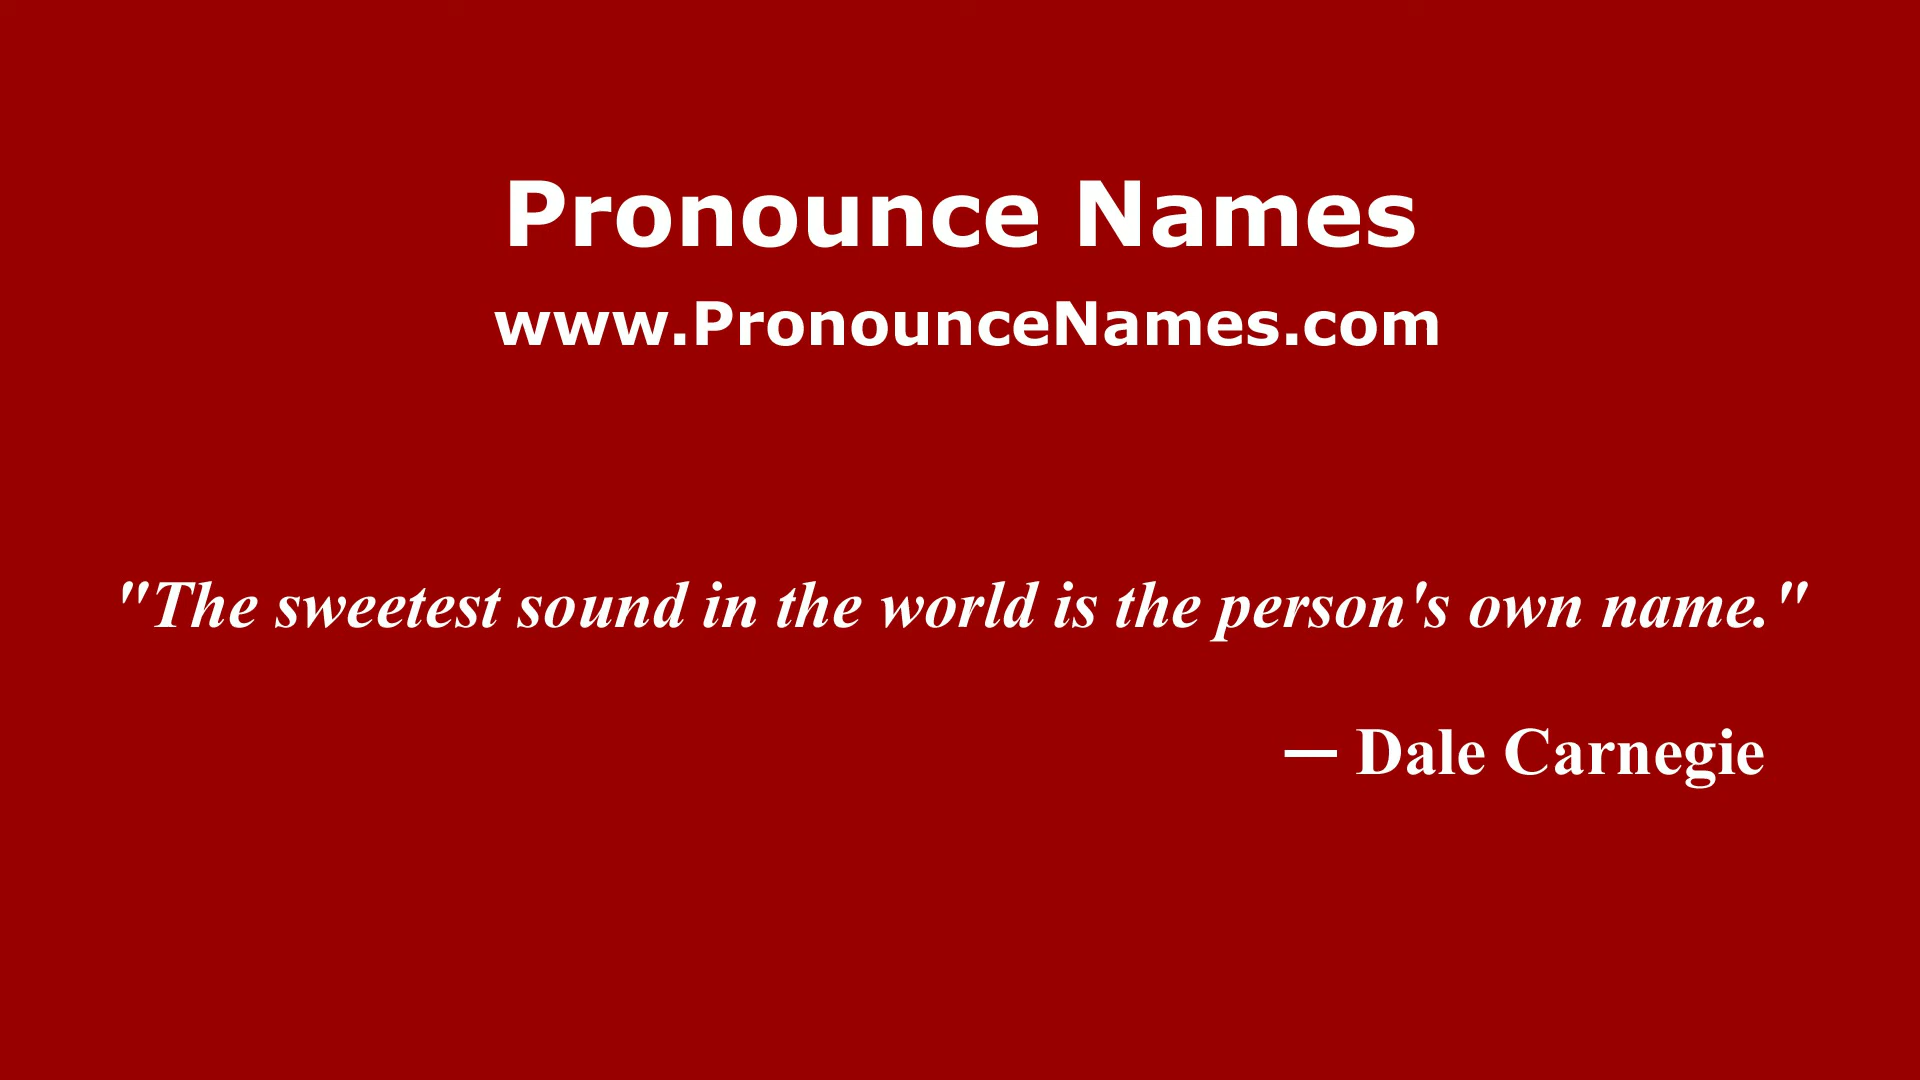 Pronounce Names
www.PronounceNames.com
"The sweetest sound in the world is the person's own name."
— Dale Carnegie